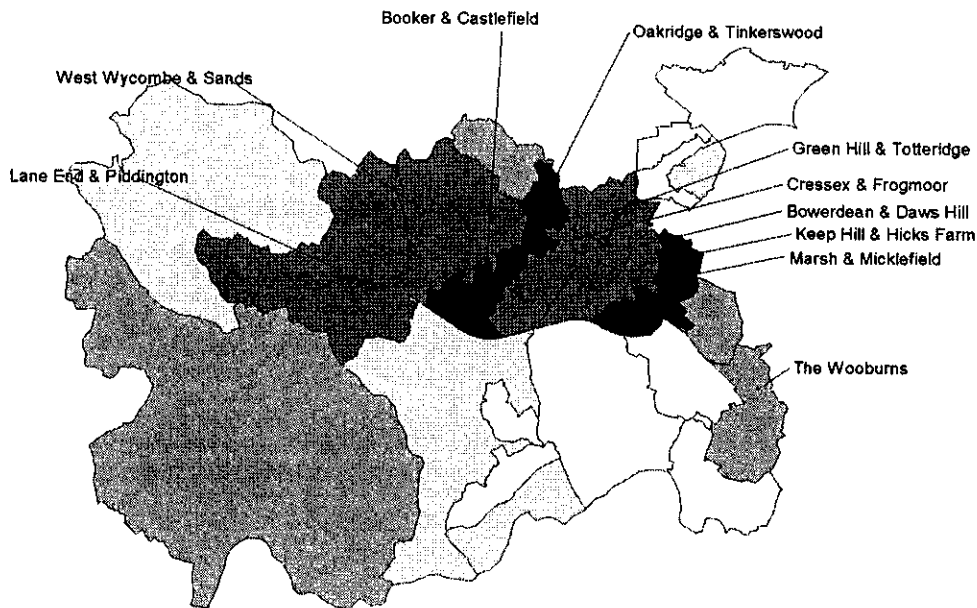 Booker & Castlefield
Oakridge & Tinkerswood
West Wycombe & Sands
Green Hill & Totteridge
Lane End & Piddington
Cressex & Frogmoor
Bowerdean & Daws Hill
Keep Hill & Hicks Farm
Marsh & Micklefield
The Wooburns